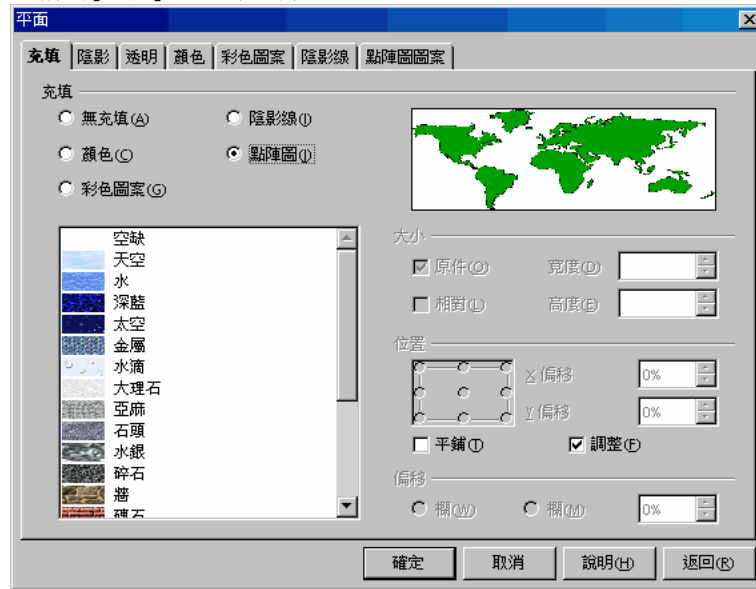 平面
充填 陰影 透明 顏色 彩色圖案 陰影線 點陣圖圖案
充填
無充填(A) 陰影線(I)
顏色(C) 點陣圖(J)
彩色圖案(G)
空缺
天空
水
深藍
太空
金屬
水滴
大理石
亞麻
石頭
水銀
碎石
牆
磚石
大小
原件(O) 寬度(D)
相對(L) 高度(E)
位置
X 偏移 0%
Y 偏移 0%
平鋪(T) 調整(F)
偏移
欄(W) 欄(M) 0%
確定 取消 說明(H) 返回(R)